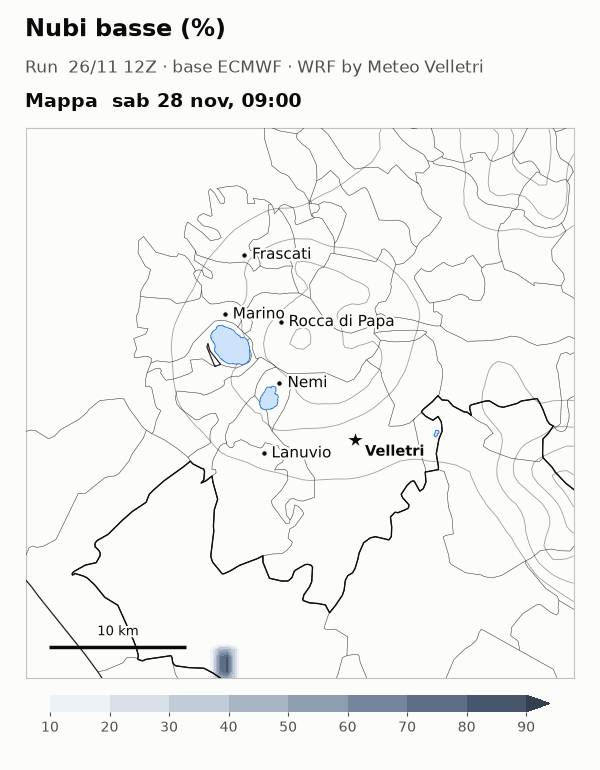 Nubi basse (%)
Run  26/11 12Z · base ECMWF · WRF by Meteo Velletri
Mappa  sab 28 nov, 09:00
Frascati
Marino
Rocca di Papa
Nemi
Lanuvio
Velletri
10 km
10 20 30 40 50 60 70 80 90